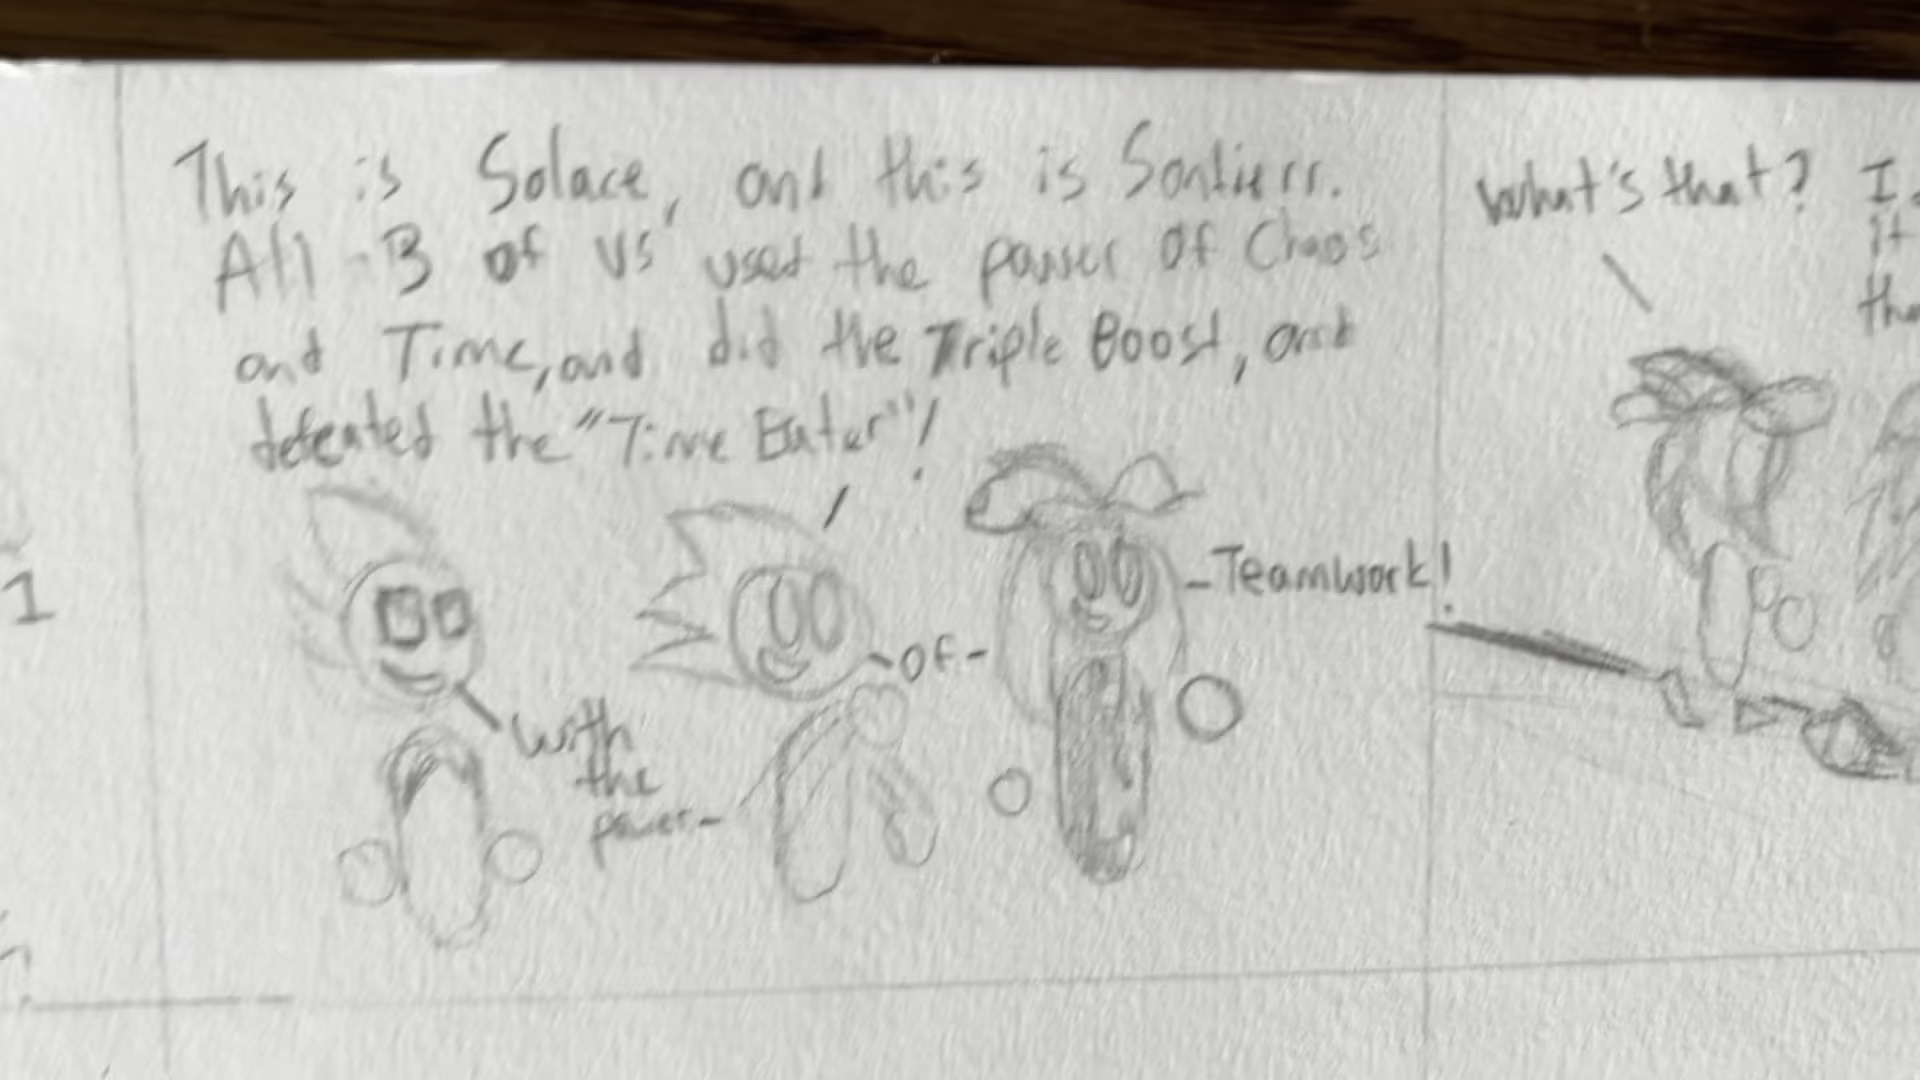 This is Solace, and this is Sontierr.
All 3 of us used the power of Chaos
and Time, and did the Triple Boost, and
defeated the "Time Eater"!
with
the
power-
-of-
-Teamwork!
What's that?
I
it
1